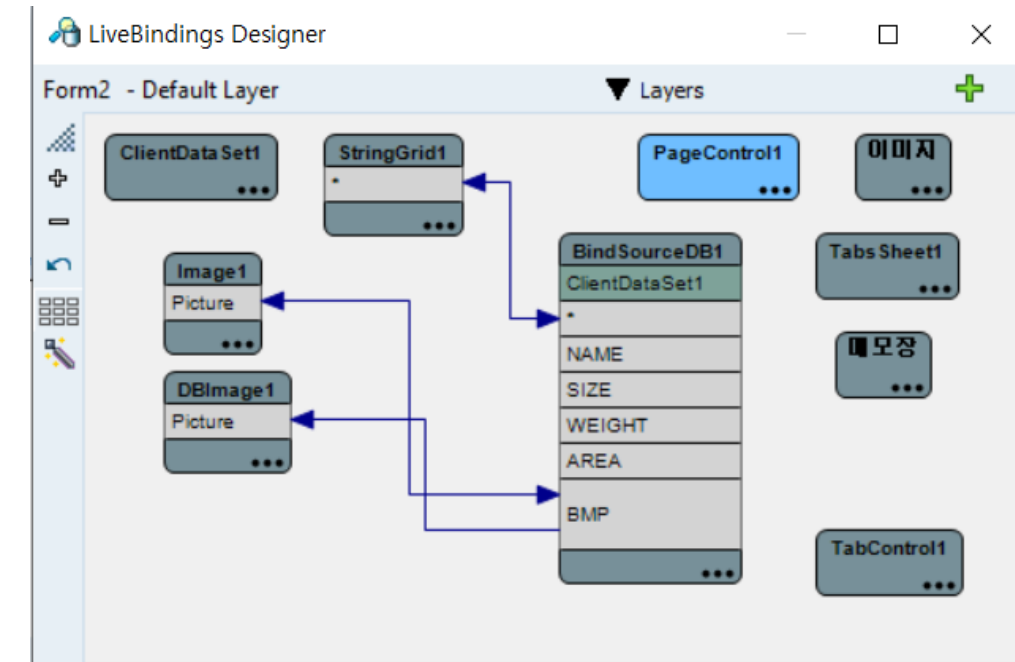 LiveBindings Designer
Form2 - Default Layer
Layers
ClientDataSet1
StringGrid1
*
PageControl1
이미지
Image1
Picture
DBImage1
Picture
BindSourceDB1
ClientDataSet1
*
NAME
SIZE
WEIGHT
AREA
BMP
TabsSheet1
메모장
TabControl1